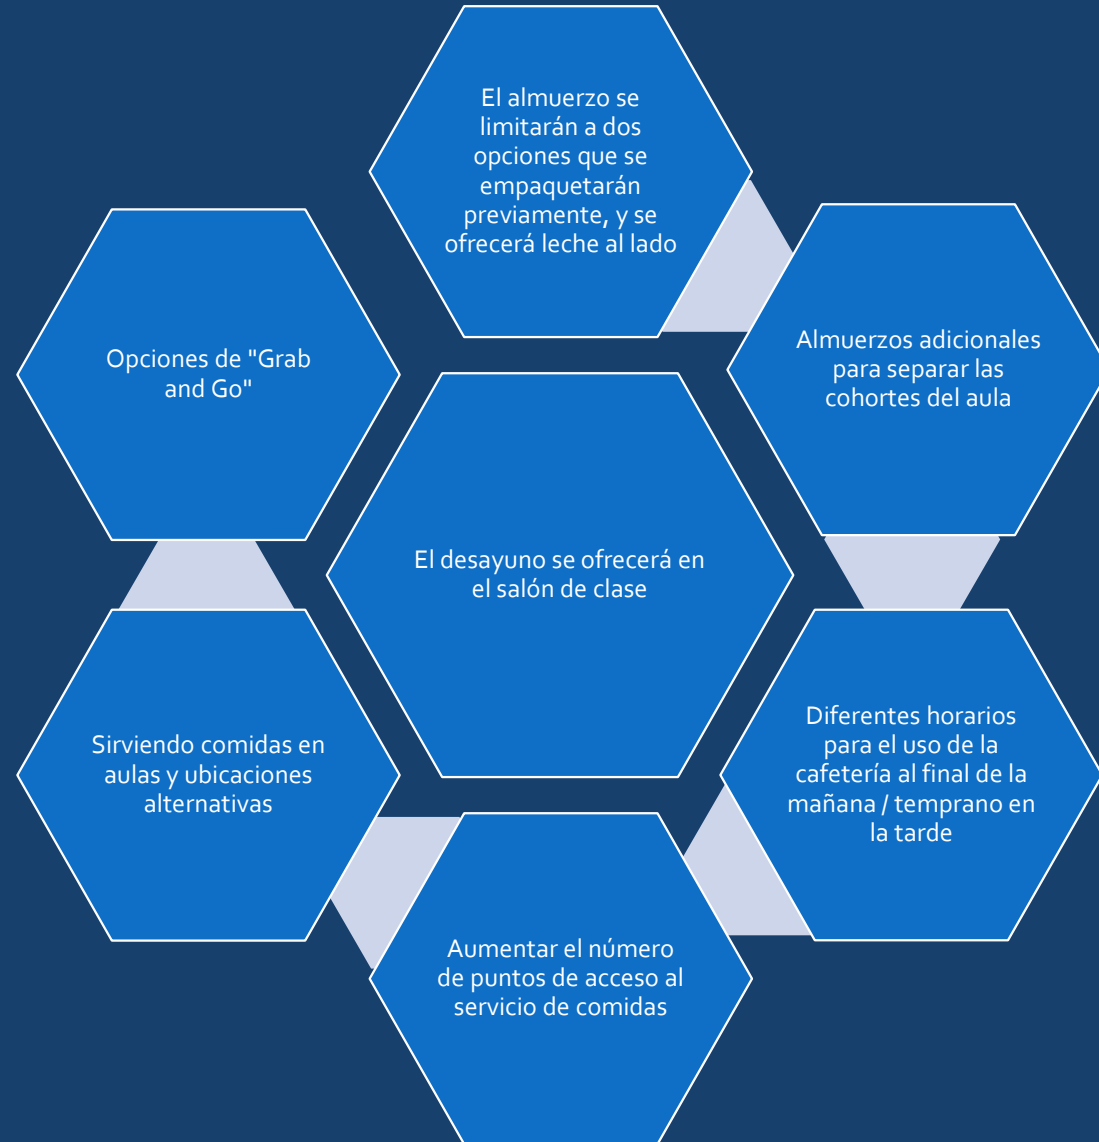 El almuerzo se
limitarán a dos
opciones que se
empaquetarán
previamente, y se
ofrecerá leche al lado
Almuerzos adicionales
para separar las
cohortes del aula
Diferentes horarios
para el uso de la
cafetería al final de la
mañana / temprano en
la tarde
Aumentar el número
de puntos de acceso al
servicio de comidas
Sirviendo comidas en
aulas y ubicaciones
alternativas
Opciones de "Grab
and Go"
El desayuno se ofrecerá en
el salón de clase